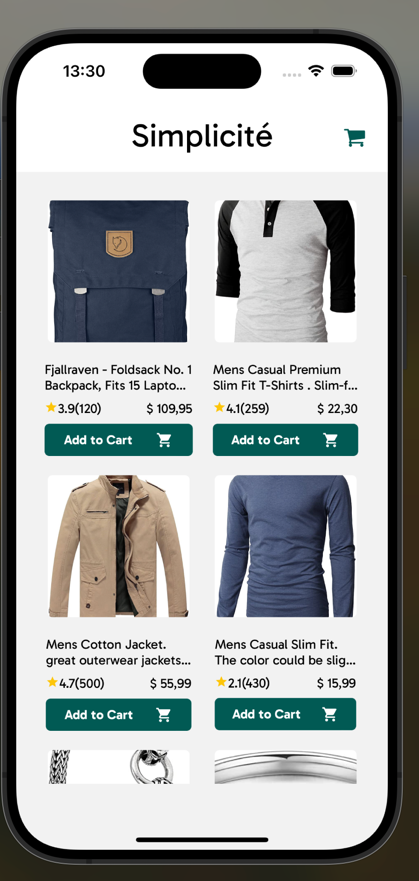 13:30
Simplicité
Fjallraven - Foldsack No. 1
Backpack, Fits 15 Lapto...
3.9(120) $ 109,95
Add to Cart
Mens Casual Premium
Slim Fit T-Shirts . Slim-f...
4.1(259) $ 22,30
Add to Cart
Mens Cotton Jacket.
great outerwear jackets...
4.7(500) $ 55,99
Add to Cart
Mens Casual Slim Fit.
The color could be slig...
2.1(430) $ 15,99
Add to Cart